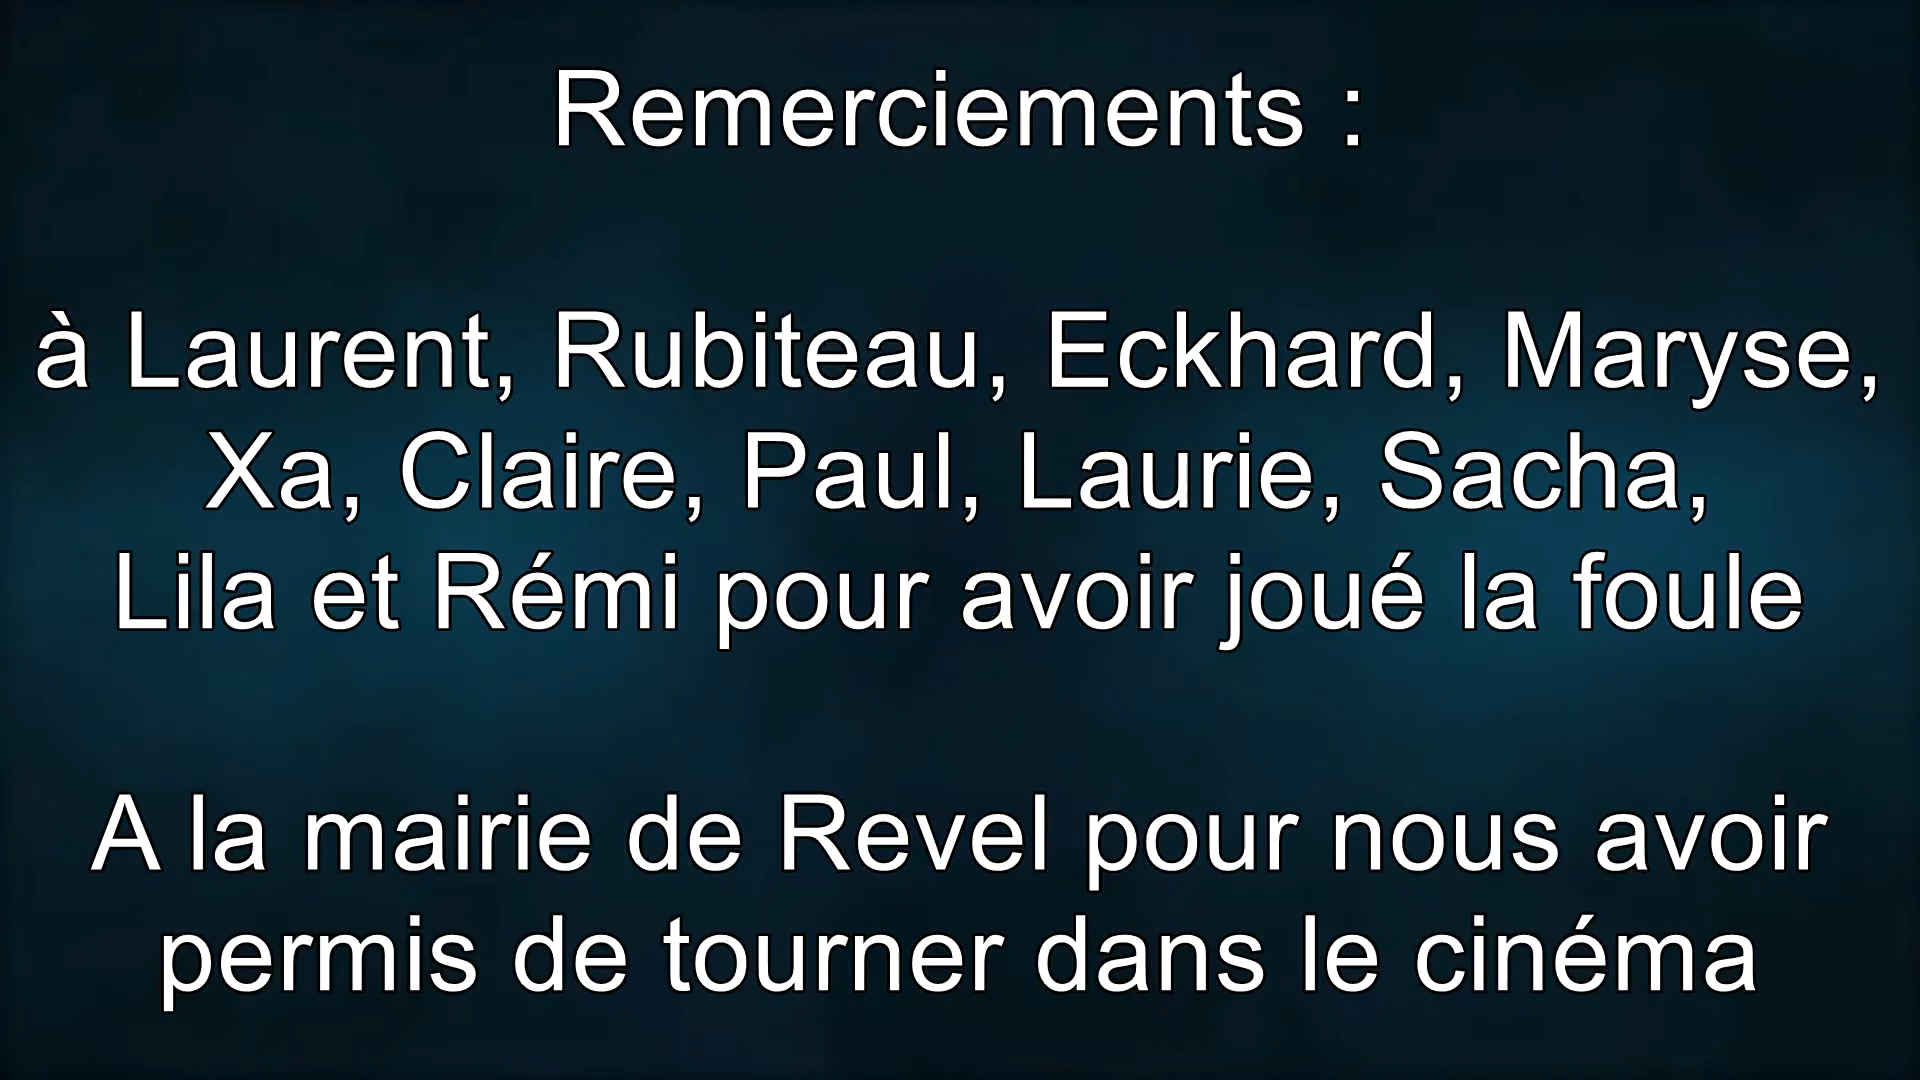 Remerciements :
à Laurent, Rubiteau, Eckhard, Maryse,
Xa, Claire, Paul, Laurie, Sacha,
Lila et Rémi pour avoir joué la foule
A la mairie de Revel pour nous avoir
permis de tourner dans le cinéma